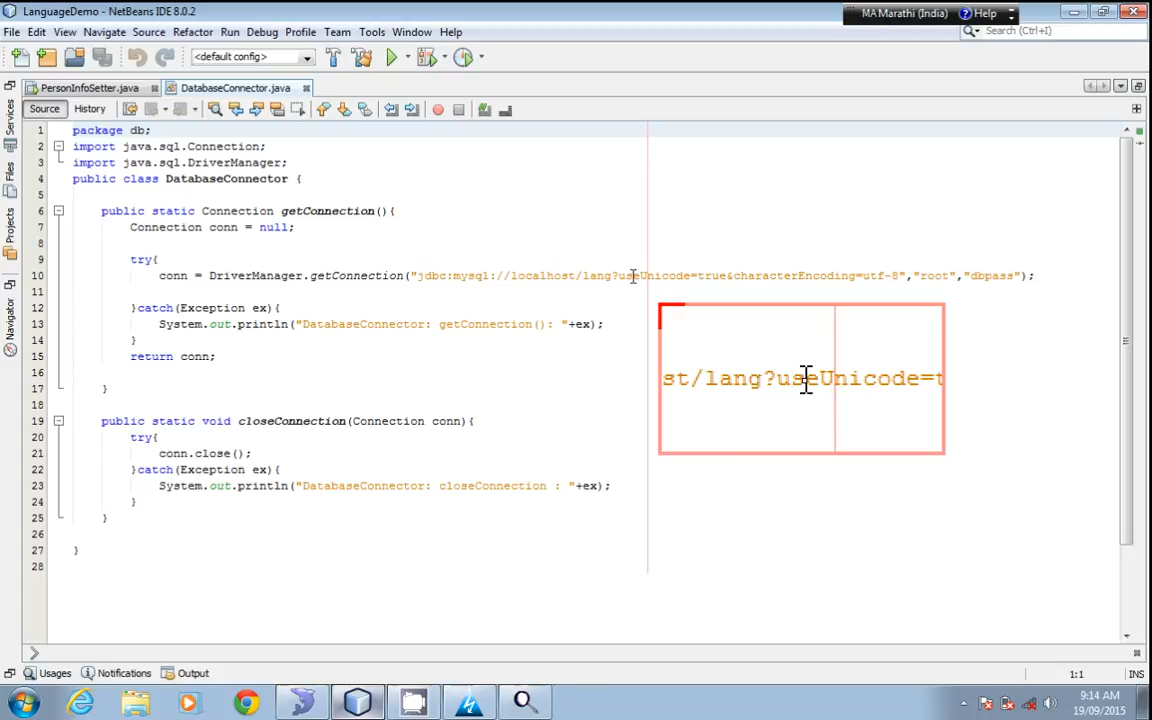 LanguageDemo - NetBeans IDE 8.0.2
MA Marathi (India) Help
File Edit View Navigate Source Refactor Run Debug Profile Team Tools Window Help
Search (Ctrl+I)
<default config>
PersonInfoSetter.java
DatabaseConnector.java
Source History
Services
Files
Projects
Navigator
1 package db;
2 import java.sql.Connection;
3 import java.sql.DriverManager;
4 public class DatabaseConnector {
5
6 public static Connection getConnection(){
7 Connection conn = null;
8
9 try{
10 conn = DriverManager.getConnection("jdbc:mysql://localhost/lang?useUnicode=true&characterEncoding=utf-8","root","dbpass");
11
12 }catch(Exception ex){
13 System.out.println("DatabaseConnector: getConnection(): "+ex);
14 }
15 return conn;
16
17 }
18
19 public static void closeConnection(Connection conn){
20 try{
21 conn.close();
22 }catch(Exception ex){
23 System.out.println("DatabaseConnector: closeConnection : "+ex);
24 }
25 }
26
27 }
28
st/lang?useUnicode=t
Usages Notifications Output
1:1 INS
9:14 AM
19/09/2015